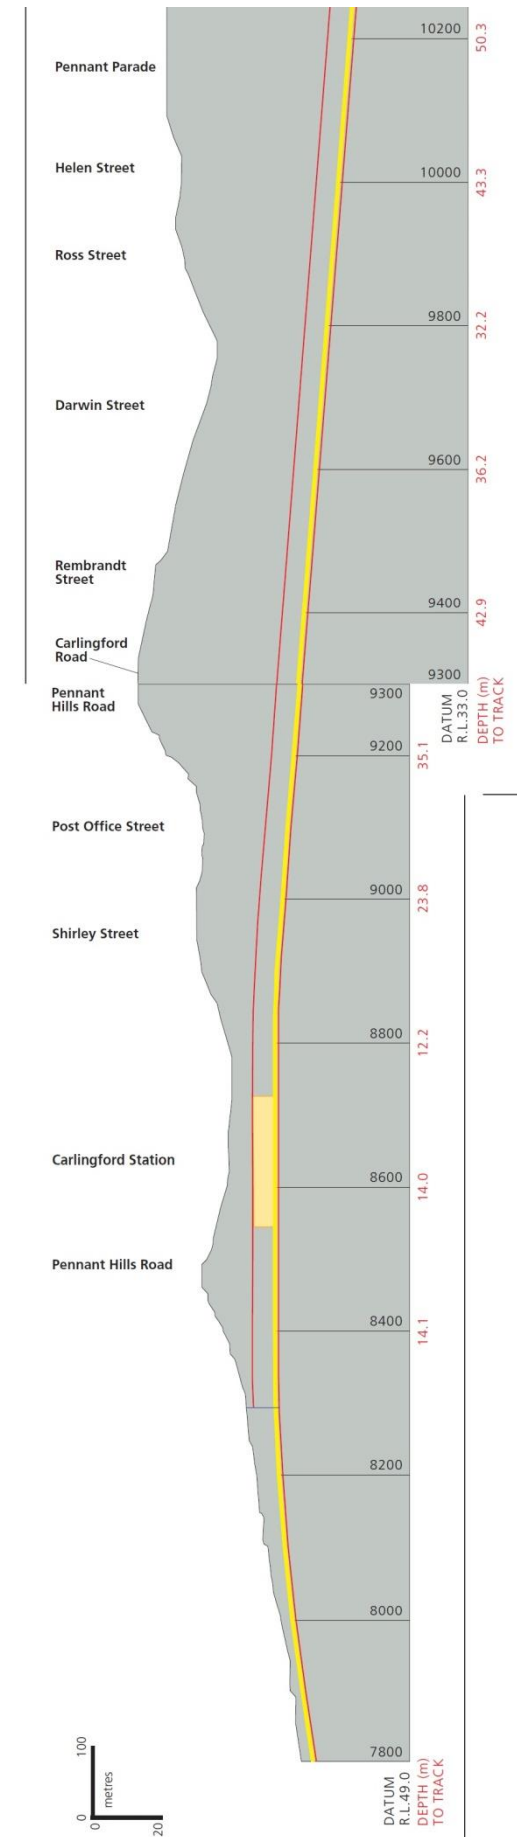 10200
50.3
Pennant Parade
Helen Street
10000
43.3
Ross Street
9800
32.2
Darwin Street
9600
36.2
Rembrandt
Street
9400
42.9
Carlingford
Road
9300
Pennant
Hills Road
9300
DATUM
R.L.33.0
DEPTH (m)
TO TRACK
9200
35.1
Post Office Street
9000
23.8
Shirley Street
8800
12.2
Carlingford Station
8600
14.0
Pennant Hills Road
8400
14.1
8200
8000
7800
DATUM
R.L.49.0
DEPTH (m)
TO TRACK
100
metres
0
0
20